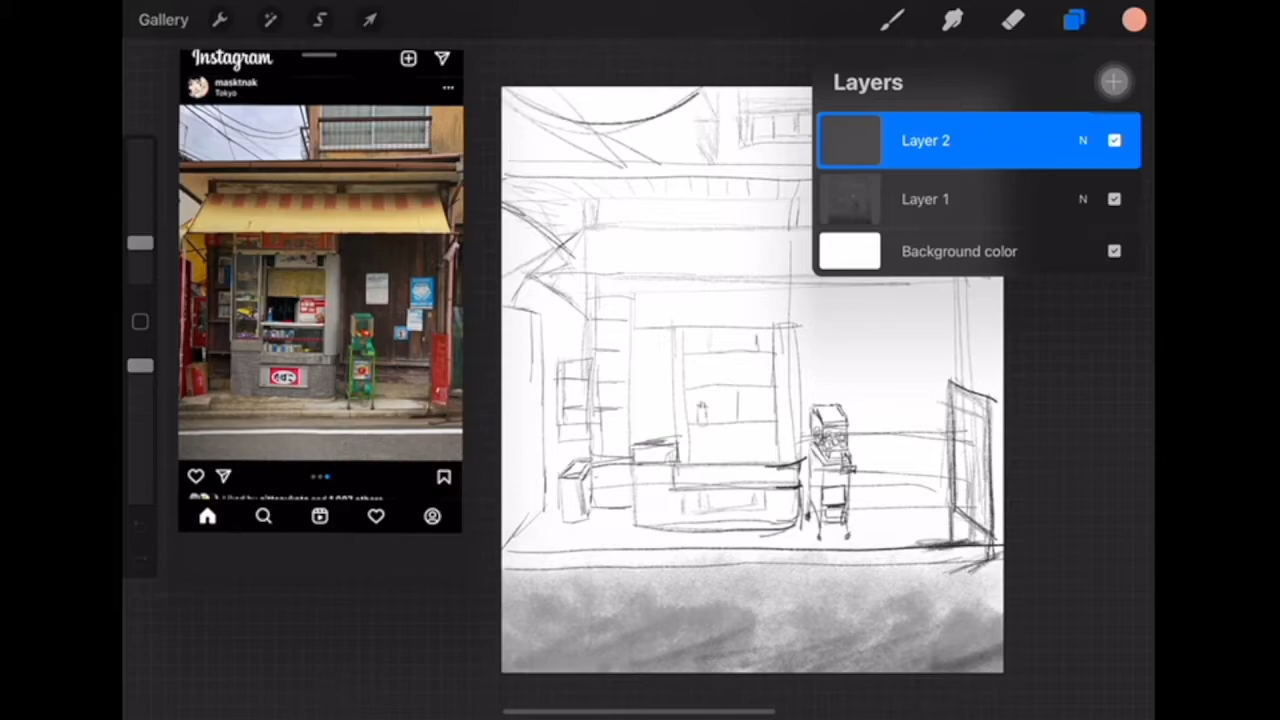 Gallery
Instagram
masktnak
Tokyo
Layers
Layer 2
N
Layer 1
N
Background color